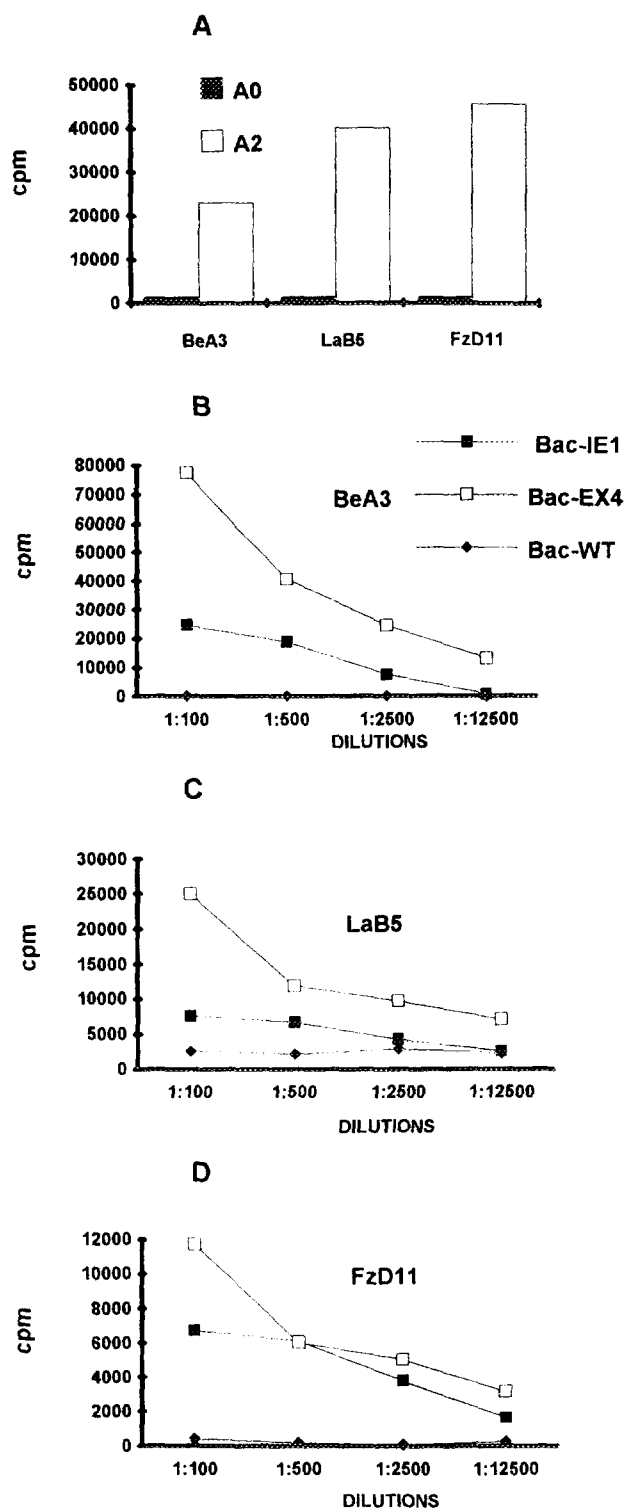 A
A0
A2
50000
40000
30000
20000
10000
0
cpm
BeA3 LaB5 FzD11
B
Bac-IE1
Bac-EX4
Bac-WT
BeA3
80000
70000
60000
50000
40000
30000
20000
10000
0
cpm
1:100 1:500 1:2500 1:12500
DILUTIONS
C
LaB5
30000
25000
20000
15000
10000
5000
0
cpm
1:100 1:500 1:2500 1:12500
DILUTIONS
D
FzD11
12000
10000
8000
6000
4000
2000
0
cpm
1:100 1:500 1:2500 1:12500
DILUTIONS